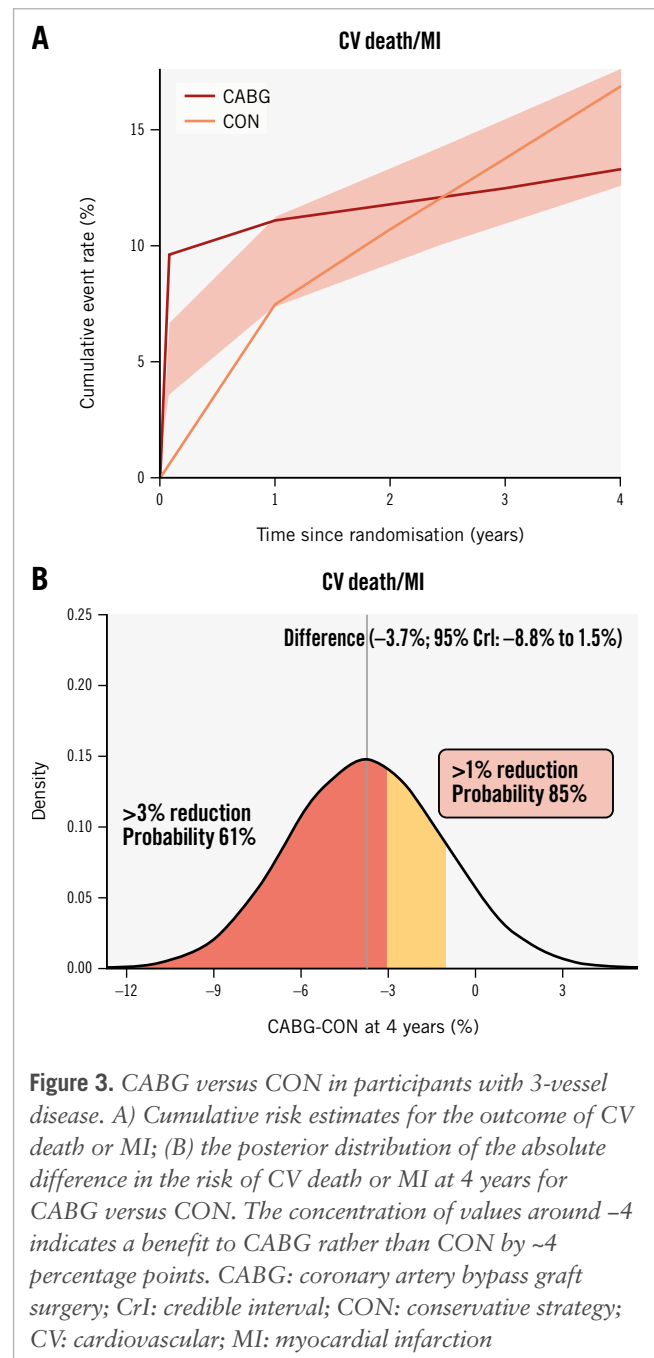 A
CV death/MI
CABG
CON
15
10
5
0
Cumulative event rate (%)
0 1 2 3 4
Time since randomisation (years)
B
CV death/MI
0.25
0.20
0.15
0.10
0.05
0.00
Density
Difference (–3.7%; 95% CrI: –8.8% to 1.5%)
>1% reduction
Probability 85%
>3% reduction
Probability 61%
–12 –9 –6 –3 0 3
CABG-CON at 4 years (%)
Figure 3. CABG versus CON in participants with 3-vessel
disease. A) Cumulative risk estimates for the outcome of CV
death or MI; (B) the posterior distribution of the absolute
difference in the risk of CV death or MI at 4 years for
CABG versus CON. The concentration of values around –4
indicates a benefit to CABG rather than CON by ~4
percentage points. CABG: coronary artery bypass graft
surgery; CrI: credible interval; CON: conservative strategy;
CV: cardiovascular; MI: myocardial infarction